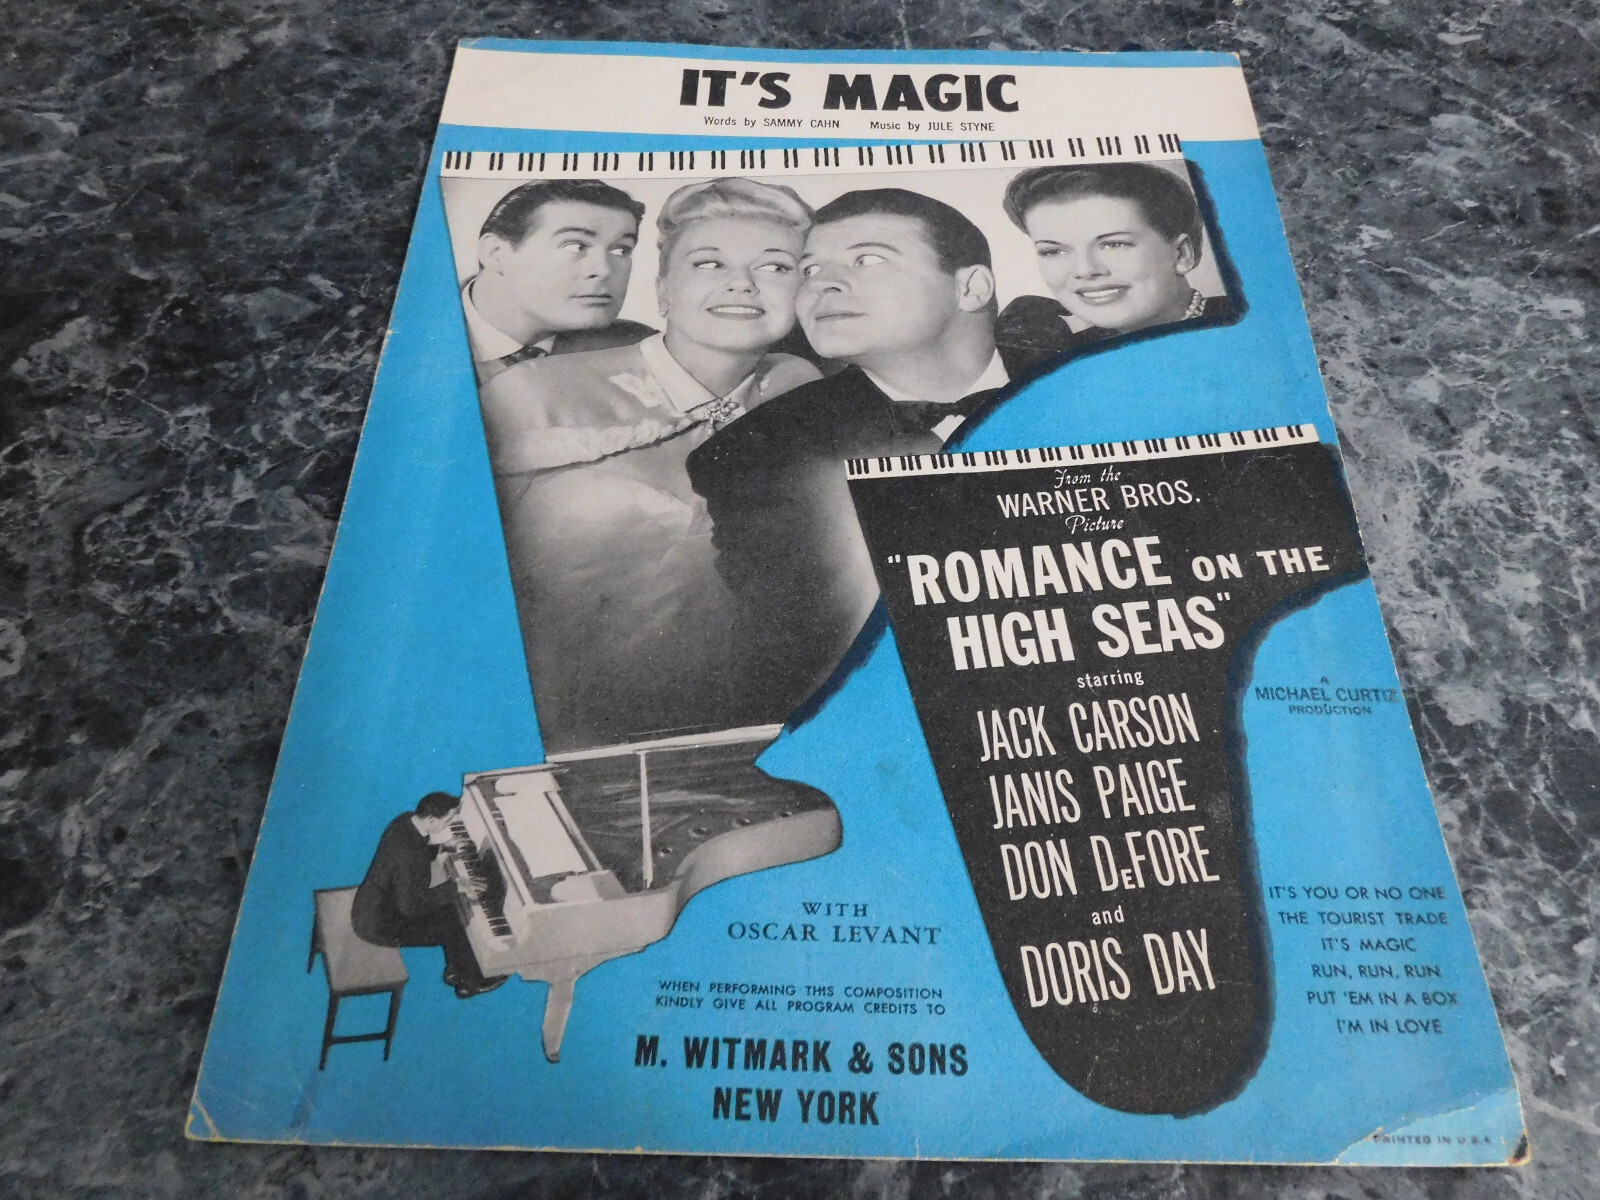 IT'S MAGIC
Words by SAMMY CAHN Music by JULE STYNE
From the
WARNER BROS.
Picture
"ROMANCE ON THE
HIGH SEAS"
starring
JACK CARSON
JANIS PAIGE
DON DeFORE
and
DORIS DAY
A
MICHAEL CURTIZ
PRODUCTION
WITH
OSCAR LEVANT
WHEN PERFORMING THIS COMPOSITION
KINDLY GIVE ALL PROGRAM CREDITS TO
M. WITMARK & SONS
NEW YORK
IT'S YOU OR NO ONE
THE TOURIST TRADE
IT'S MAGIC
RUN, RUN, RUN
PUT 'EM IN A BOX
I'M IN LOVE
PRINTED IN U.S.A.